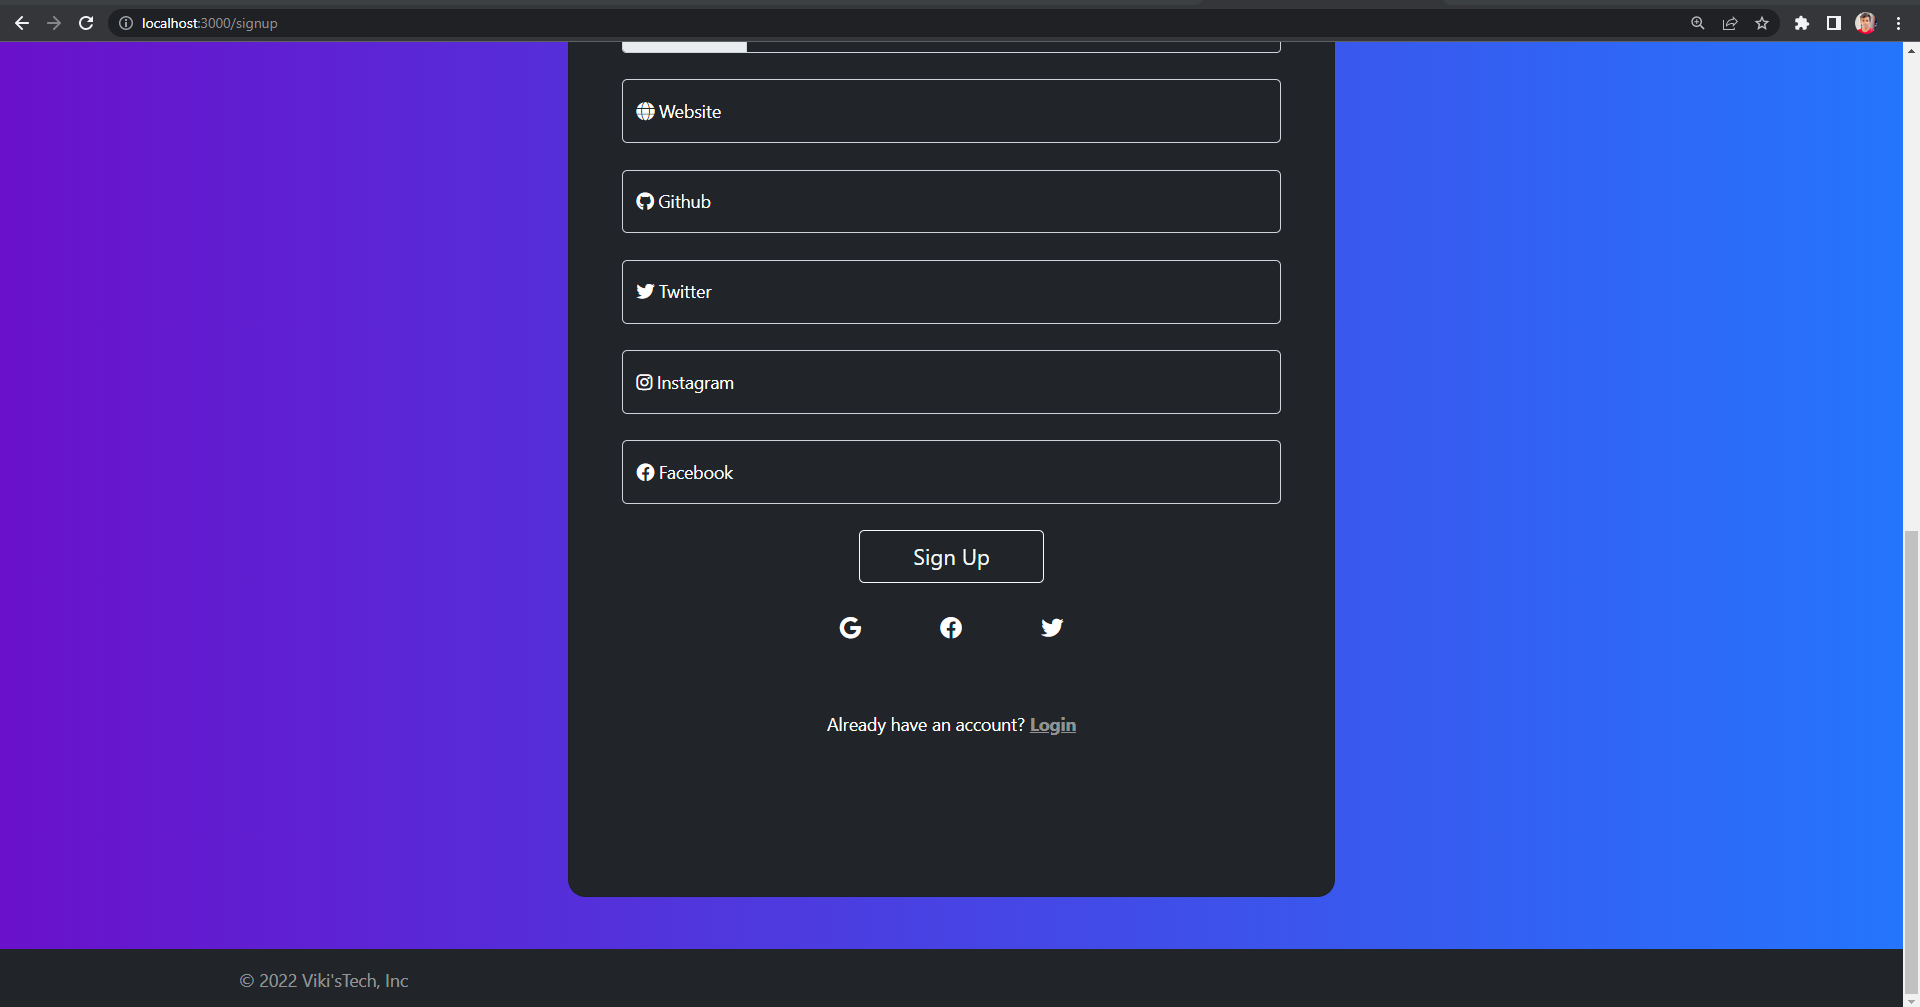 localhost:3000/signup
Website
Github
Twitter
Instagram
Facebook
Sign Up
Already have an account? Login
© 2022 Viki'sTech, Inc